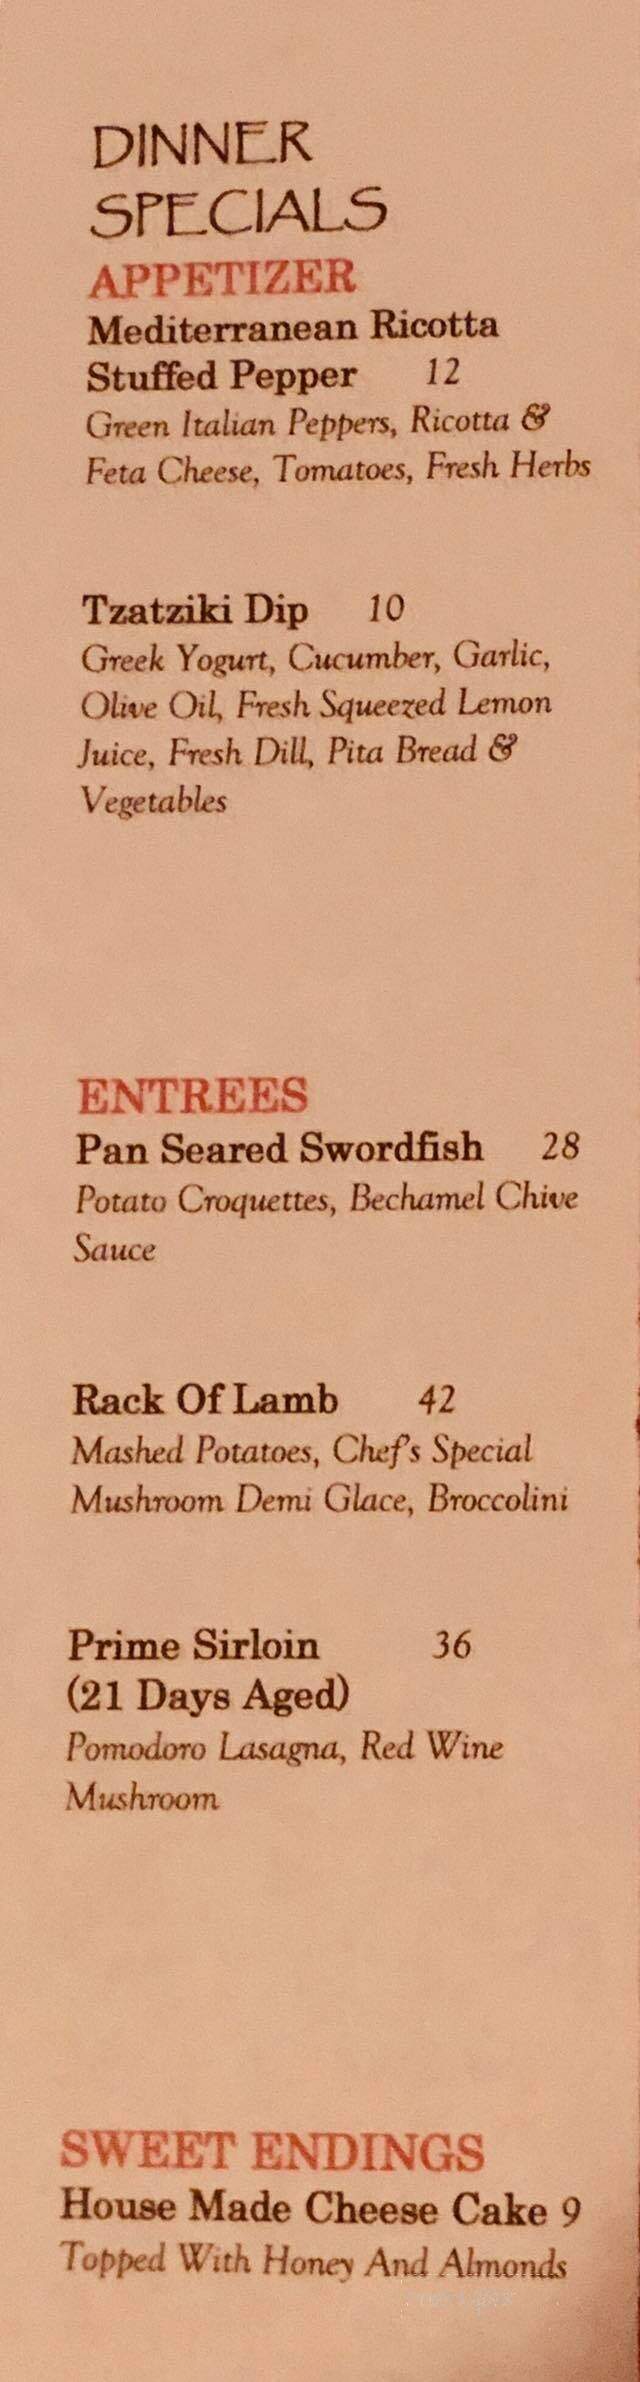 DINNER
SPECIALS
APPETIZER
Mediterranean Ricotta
Stuffed Pepper 12
Green Italian Peppers, Ricotta &
Feta Cheese, Tomatoes, Fresh Herbs
Tzatziki Dip 10
Greek Yogurt, Cucumber, Garlic,
Olive Oil, Fresh Squeezed Lemon
Juice, Fresh Dill, Pita Bread &
Vegetables
ENTREES
Pan Seared Swordfish 28
Potato Croquettes, Bechamel Chive
Sauce
Rack Of Lamb 42
Mashed Potatoes, Chef's Special
Mushroom Demi Glace, Broccolini
Prime Sirloin 36
(21 Days Aged)
Pomodoro Lasagna, Red Wine
Mushroom
SWEET ENDINGS
House Made Cheese Cake 9
Topped With Honey And Almonds